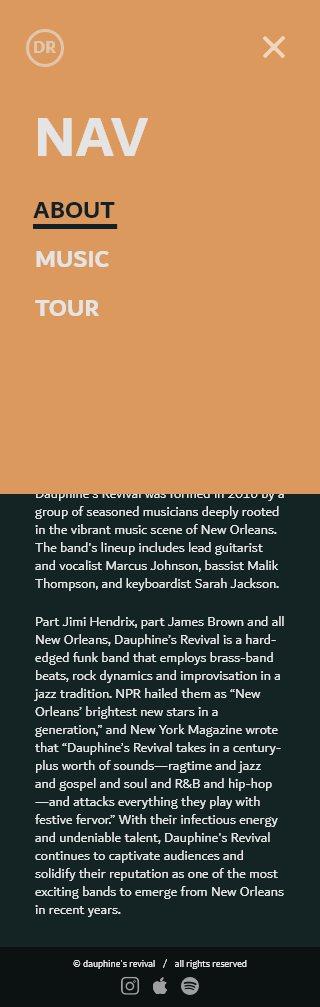 DR
NAV
ABOUT
MUSIC
TOUR
Dauphine's Revival was formed in 2016 by a
group of seasoned musicians deeply rooted
in the vibrant music scene of New Orleans.
The band's lineup includes lead guitarist
and vocalist Marcus Johnson, bassist Malik
Thompson, and keyboardist Sarah Jackson.
Part Jimi Hendrix, part James Brown and all
New Orleans, Dauphine’s Revival is a hard-
edged funk band that employs brass-band
beats, rock dynamics and improvisation in a
jazz tradition. NPR hailed them as “New
Orleans’ brightest new stars in a
generation,” and New York Magazine wrote
that “Dauphine’s Revival takes in a century-
plus worth of sounds—ragtime and jazz
and gospel and soul and R&B and hip-hop
—and attacks everything they play with
festive fervor.” With their infectious energy
and undeniable talent, Dauphine's Revival
continues to captivate audiences and
solidify their reputation as one of the most
exciting bands to emerge from New Orleans
in recent years.
© dauphine's revival / all rights reserved